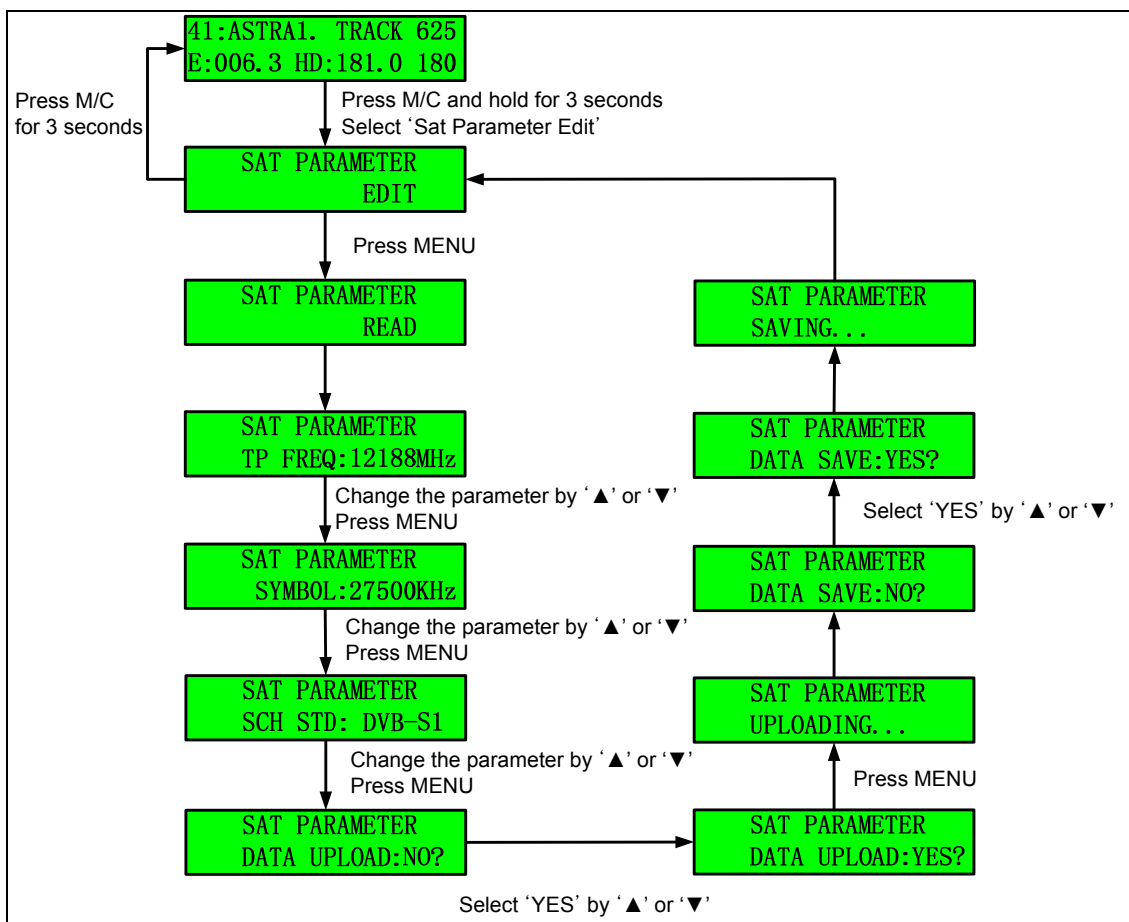 41:ASTRA1. TRACK 625
E:006.3 HD:181.0 180
Press M/C
for 3 seconds
Press M/C and hold for 3 seconds
Select ‘Sat Parameter Edit’
SAT PARAMETER
EDIT
Press MENU
SAT PARAMETER
READ
SAT PARAMETER
TP FREQ:12188MHz
Change the parameter by ‘▲’ or ‘▼’
Press MENU
SAT PARAMETER
SYMBOL:27500KHz
Change the parameter by ‘▲’ or ‘▼’
Press MENU
SAT PARAMETER
SCH STD: DVB-S1
Change the parameter by ‘▲’ or ‘▼’
Press MENU
SAT PARAMETER
DATA UPLOAD:NO?
Select ‘YES’ by ‘▲’ or ‘▼’
SAT PARAMETER
DATA UPLOAD:YES?
Press MENU
SAT PARAMETER
UPLOADING...
SAT PARAMETER
DATA SAVE:NO?
Select ‘YES’ by ‘▲’ or ‘▼’
SAT PARAMETER
DATA SAVE:YES?
SAT PARAMETER
SAVING...